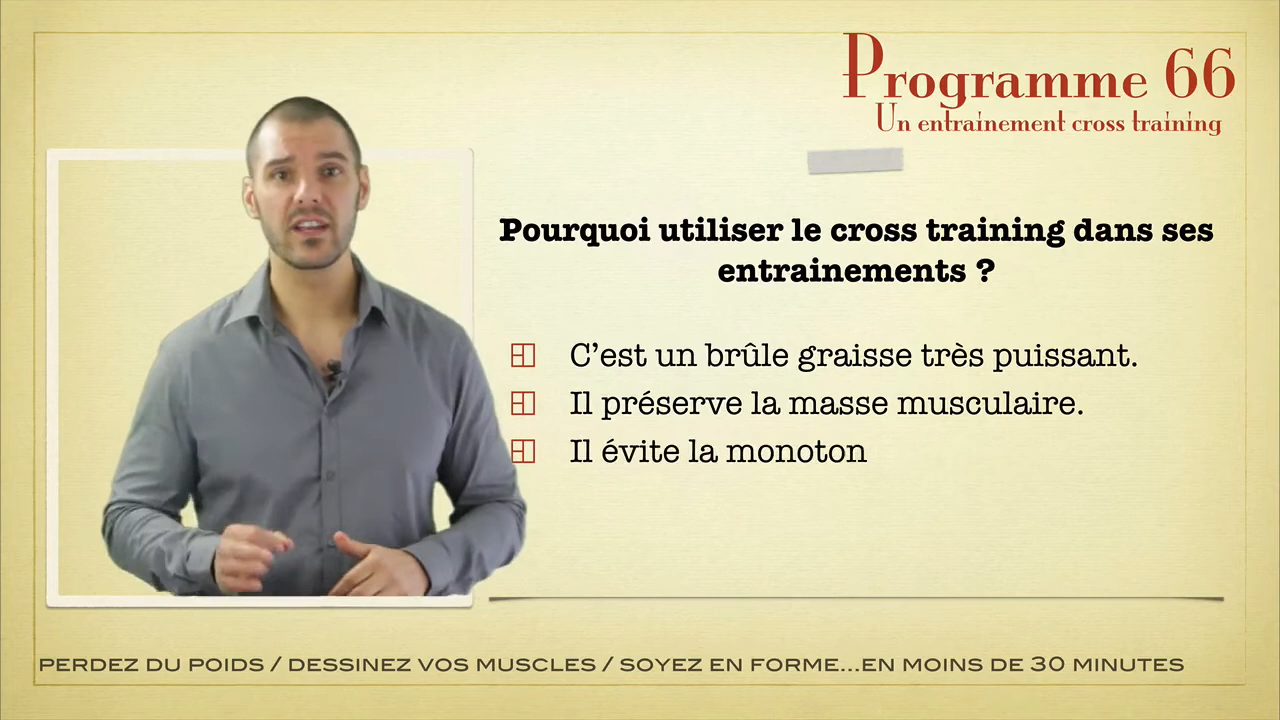 Programme 66
Un entrainement cross training
Pourquoi utiliser le cross training dans ses
entrainements ?
C’est un brûle graisse très puissant.
Il préserve la masse musculaire.
Il évite la monoton
PERDEZ DU POIDS / DESSINEZ VOS MUSCLES / SOYEZ EN FORME...EN MOINS DE 30 MINUTES